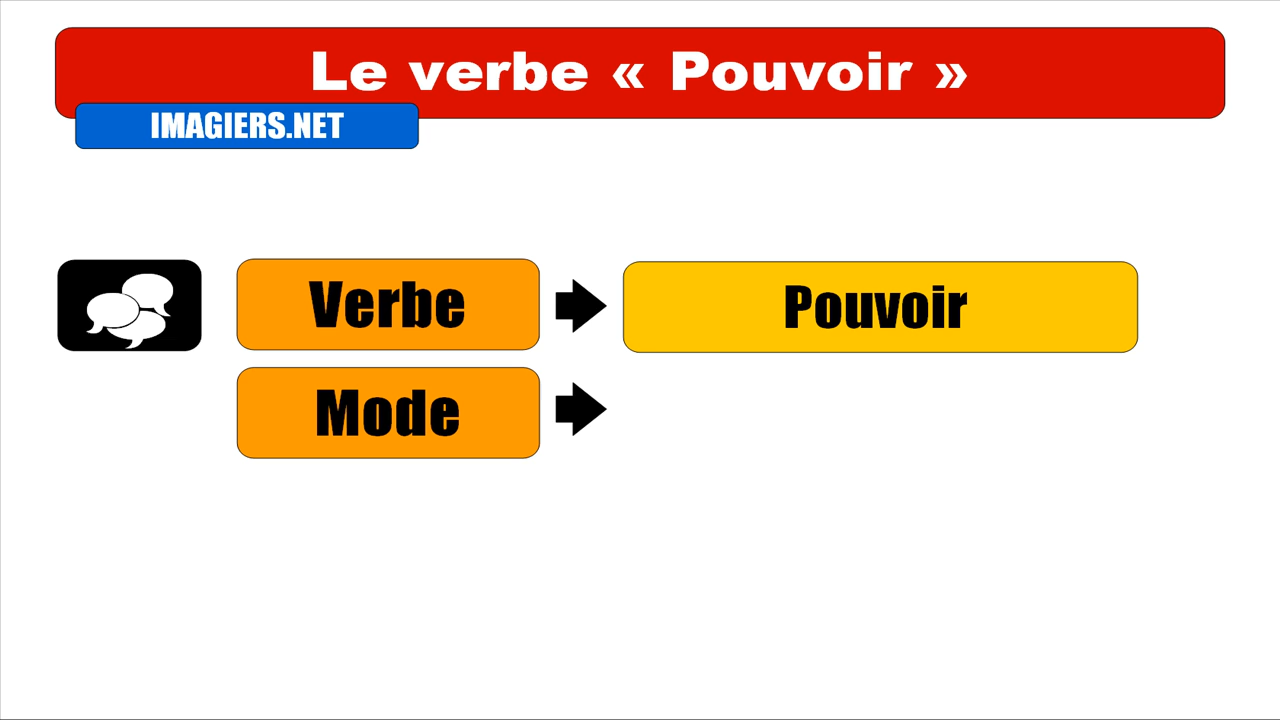 Le verbe « Pouvoir »
IMAGIERS.NET
Verbe
Pouvoir
Mode